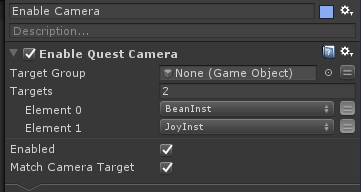 Enable Camera
Description...
Enable Quest Camera
Target Group None (Game Object)
Targets 2
Element 0 BeanInst
Element 1 JoyInst
Enabled
Match Camera Target